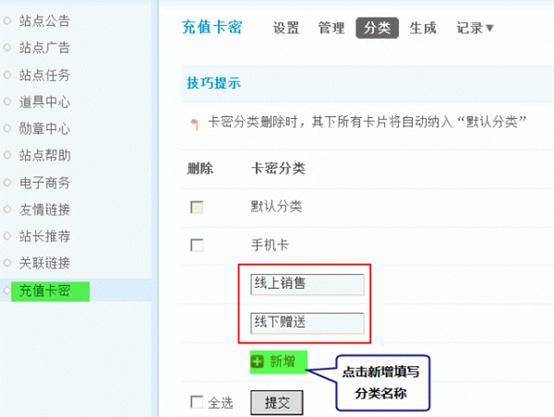 站点公告
站点广告
站点任务
道具中心
勋章中心
站点帮助
电子商务
友情链接
站长推荐
关联链接
充值卡密
充值卡密 设置 管理 分类 生成 记录▼
技巧提示
卡密分类删除时，其下所有卡片将自动纳入“默认分类”
删除 卡密分类
默认分类
手机卡
线上销售
线下赠送
新增
点击新增填写
分类名称
全选 提交